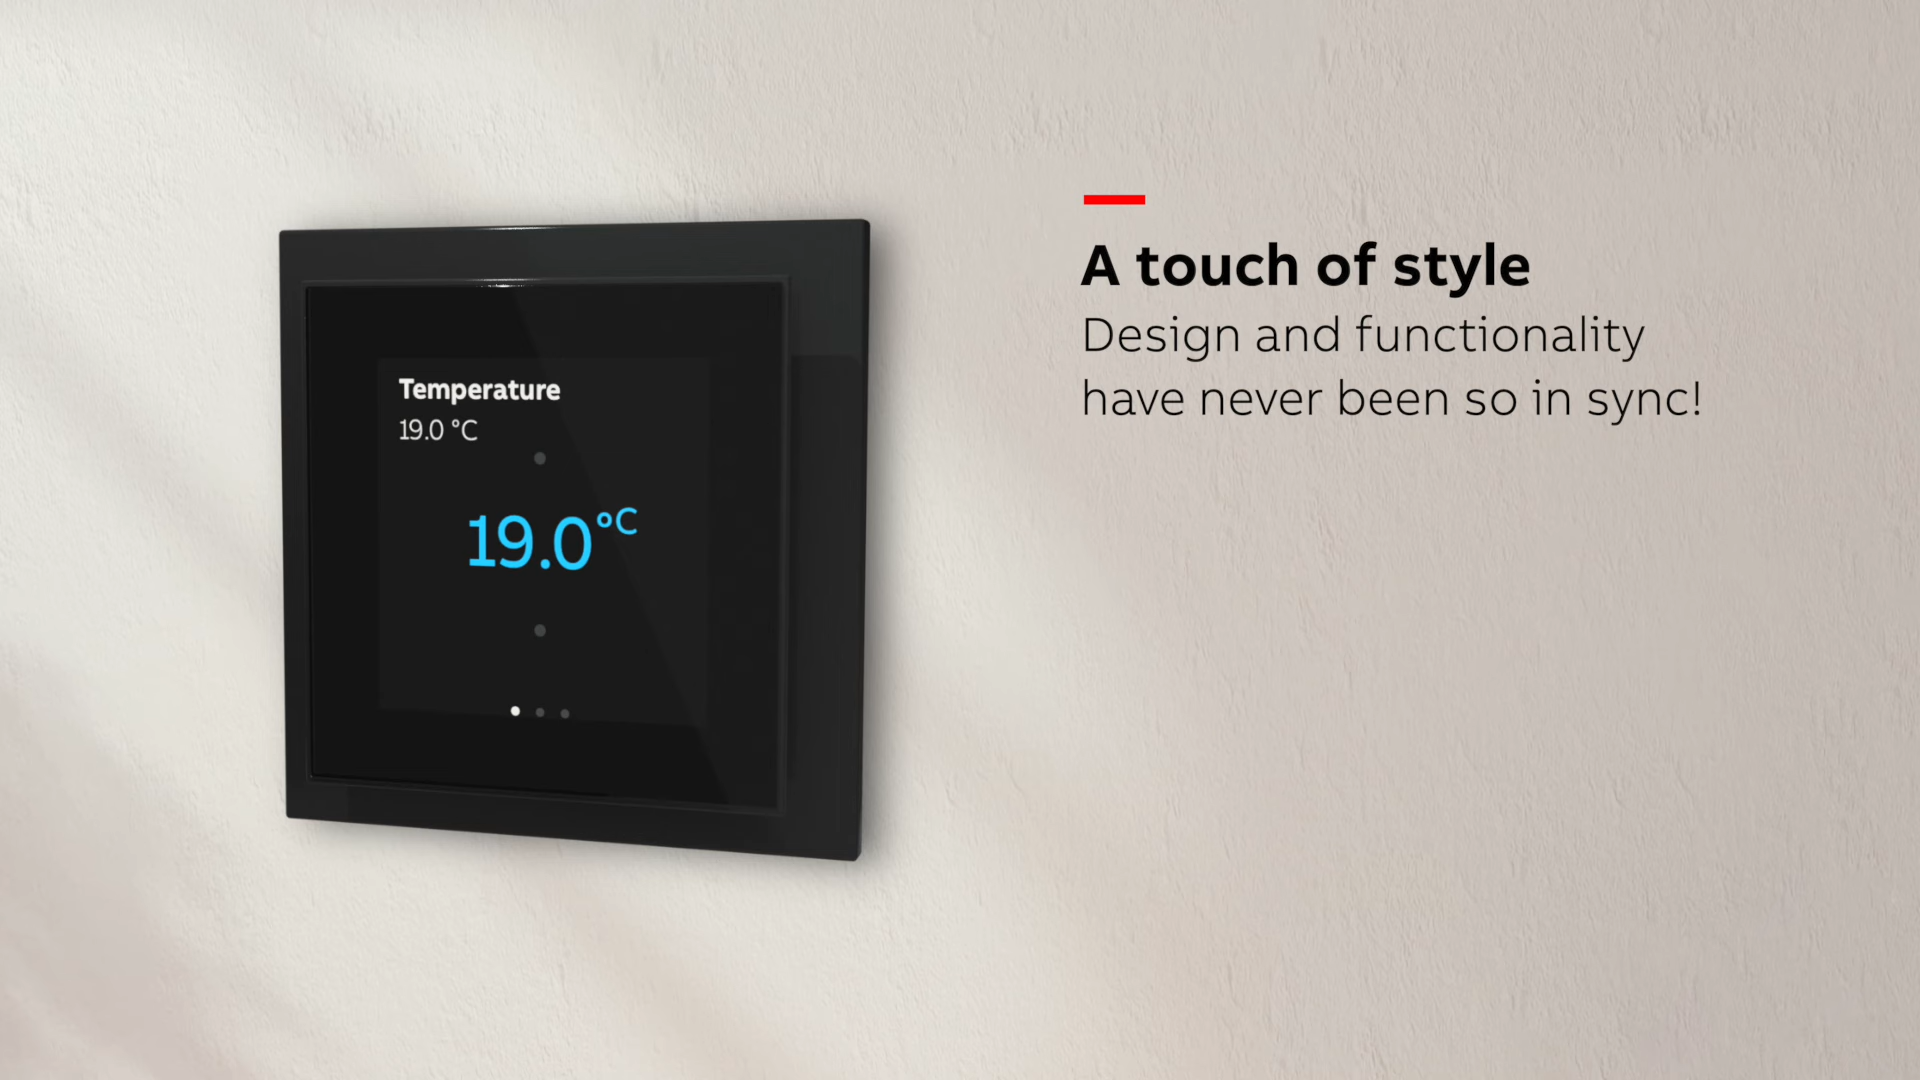 A touch of style
Design and functionality
have never been so in sync!
Temperature
19.0 °C
19.0°C